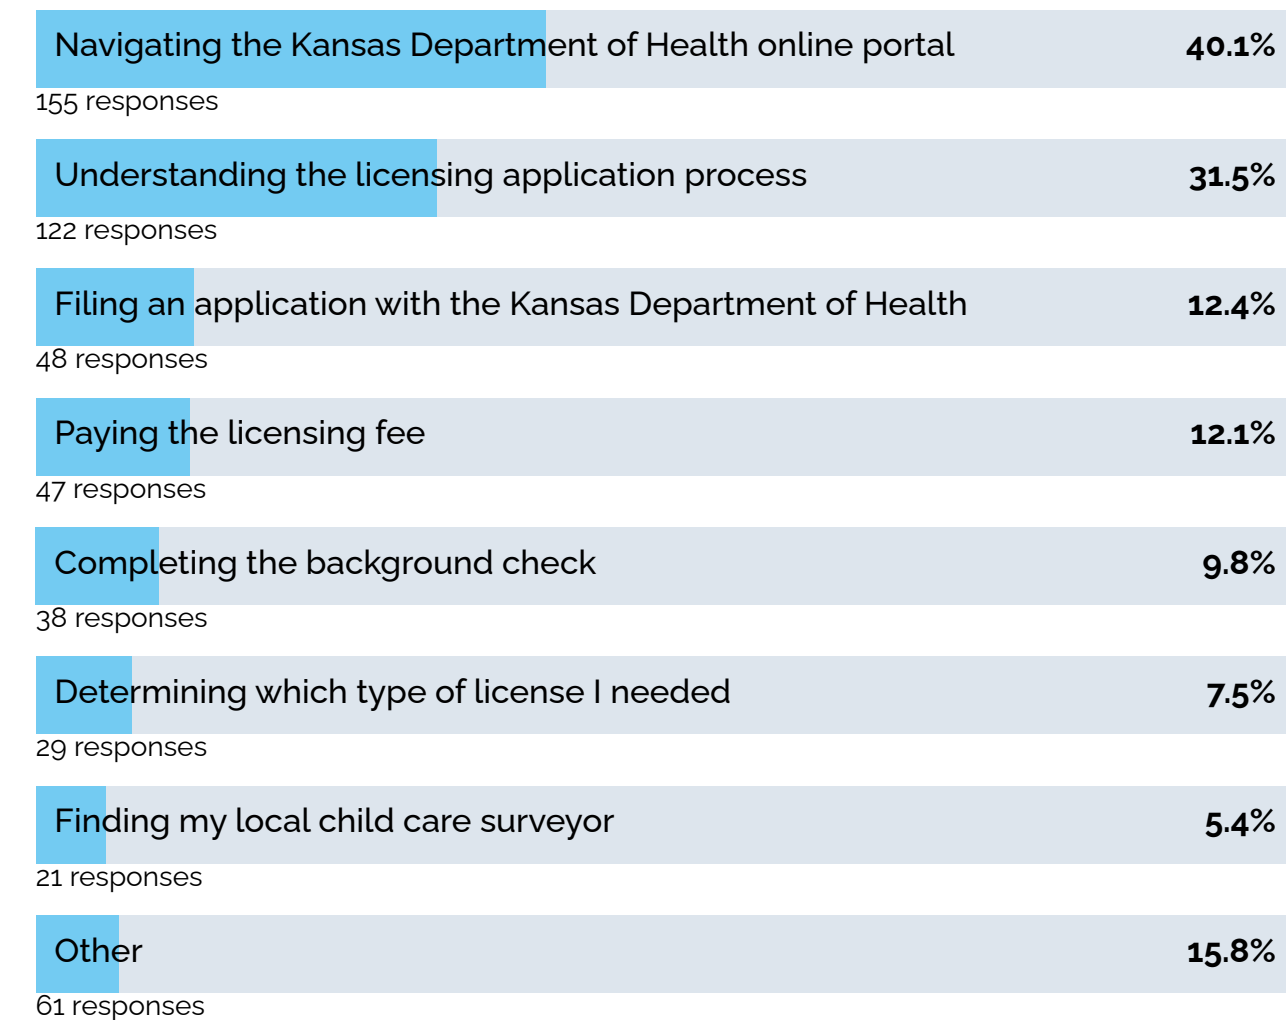 Navigating the Kansas Department of Health online portal 40.1%
155 responses
Understanding the licensing application process 31.5%
122 responses
Filing an application with the Kansas Department of Health 12.4%
48 responses
Paying the licensing fee 12.1%
47 responses
Completing the background check 9.8%
38 responses
Determining which type of license I needed 7.5%
29 responses
Finding my local child care surveyor 5.4%
21 responses
Other 15.8%
61 responses